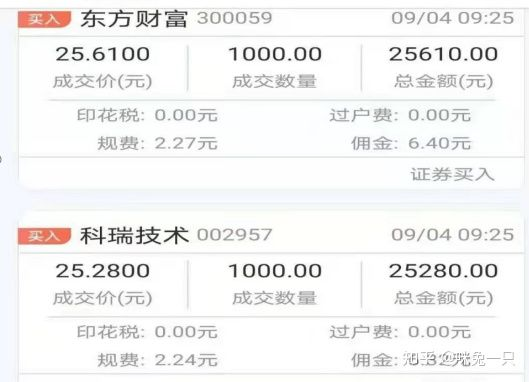 买入 东方财富 300059 09/04 09:25
25.6100 1000.00 25610.00
成交价(元) 成交数量 总金额(元)
印花税: 0.00元 过户费: 0.00元
规费: 2.27元 佣金: 6.40元
证券买入
买入 科瑞技术 002957 09/04 09:25
25.2800 1000.00 25280.00
成交价(元) 成交数量 总金额(元)
印花税: 0.00元 过户费: 0.00元
规费: 2.24元 佣金: 6.32元
知乎 @咪兔一只